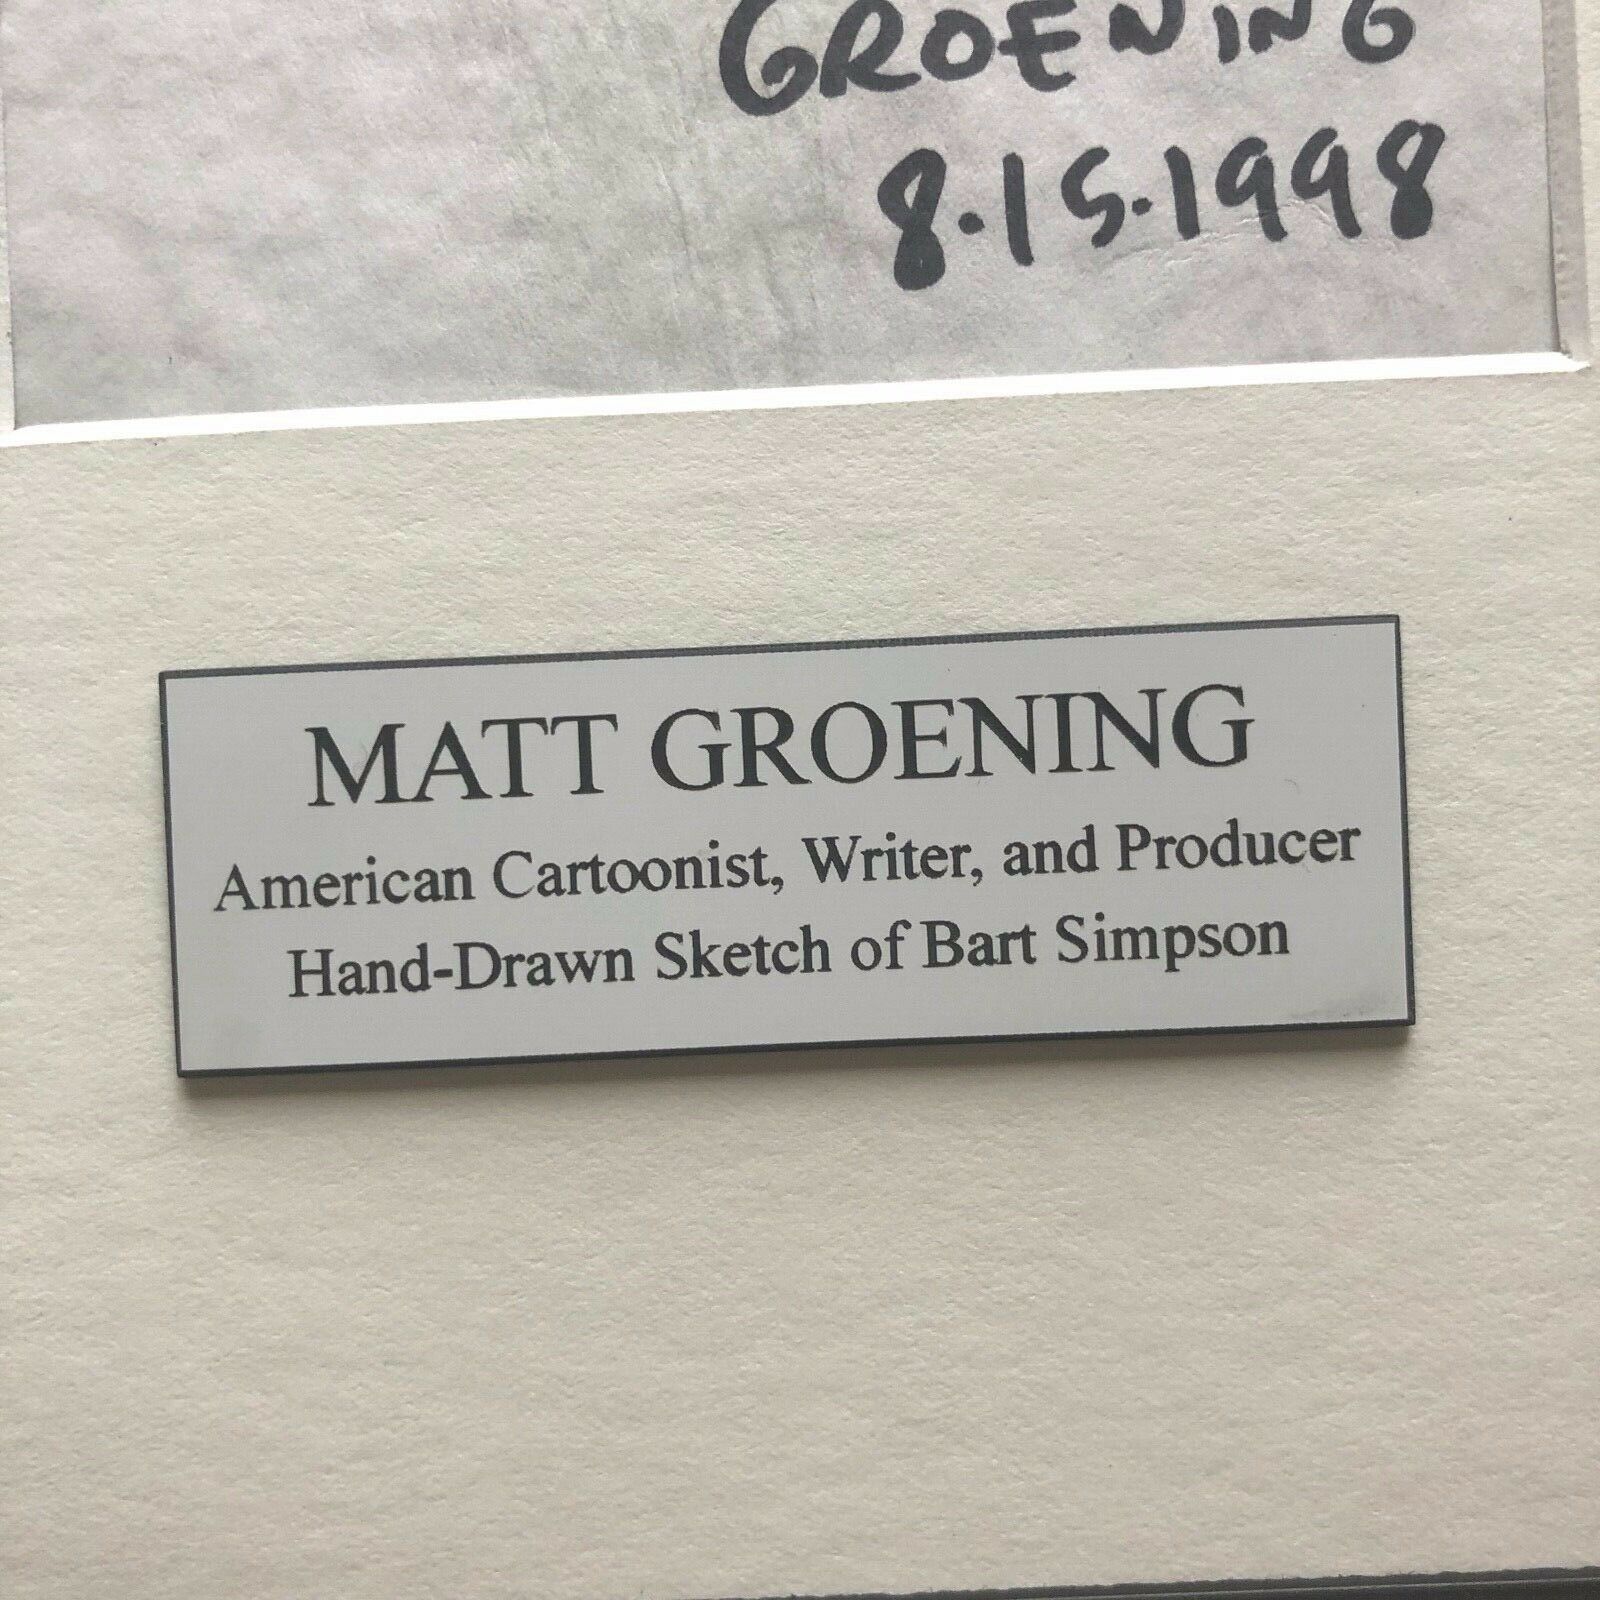 GROENING
8.15.1998
MATT GROENING
American Cartoonist, Writer, and Producer
Hand-Drawn Sketch of Bart Simpson